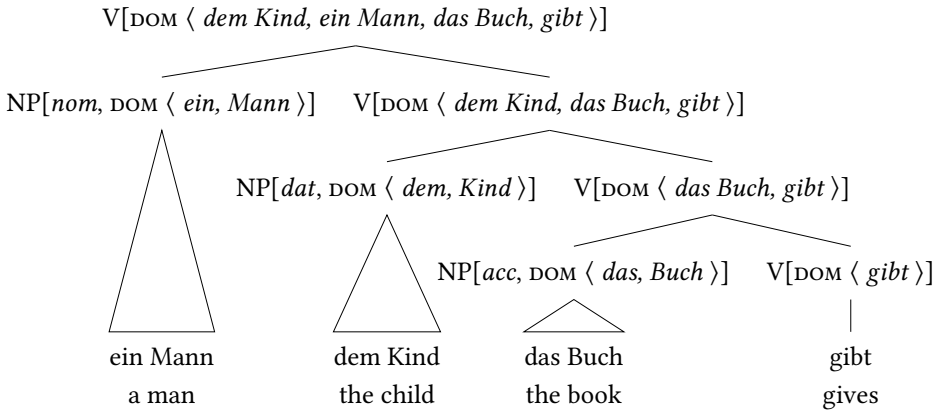 V[DOM ⟨ dem Kind, ein Mann, das Buch, gibt ⟩]
NP[nom, DOM ⟨ ein, Mann ⟩] V[DOM ⟨ dem Kind, das Buch, gibt ⟩]
NP[dat, DOM ⟨ dem, Kind ⟩] V[DOM ⟨ das Buch, gibt ⟩]
NP[acc, DOM ⟨ das, Buch ⟩] V[DOM ⟨ gibt ⟩]
ein Mann dem Kind das Buch gibt
a man the child the book gives